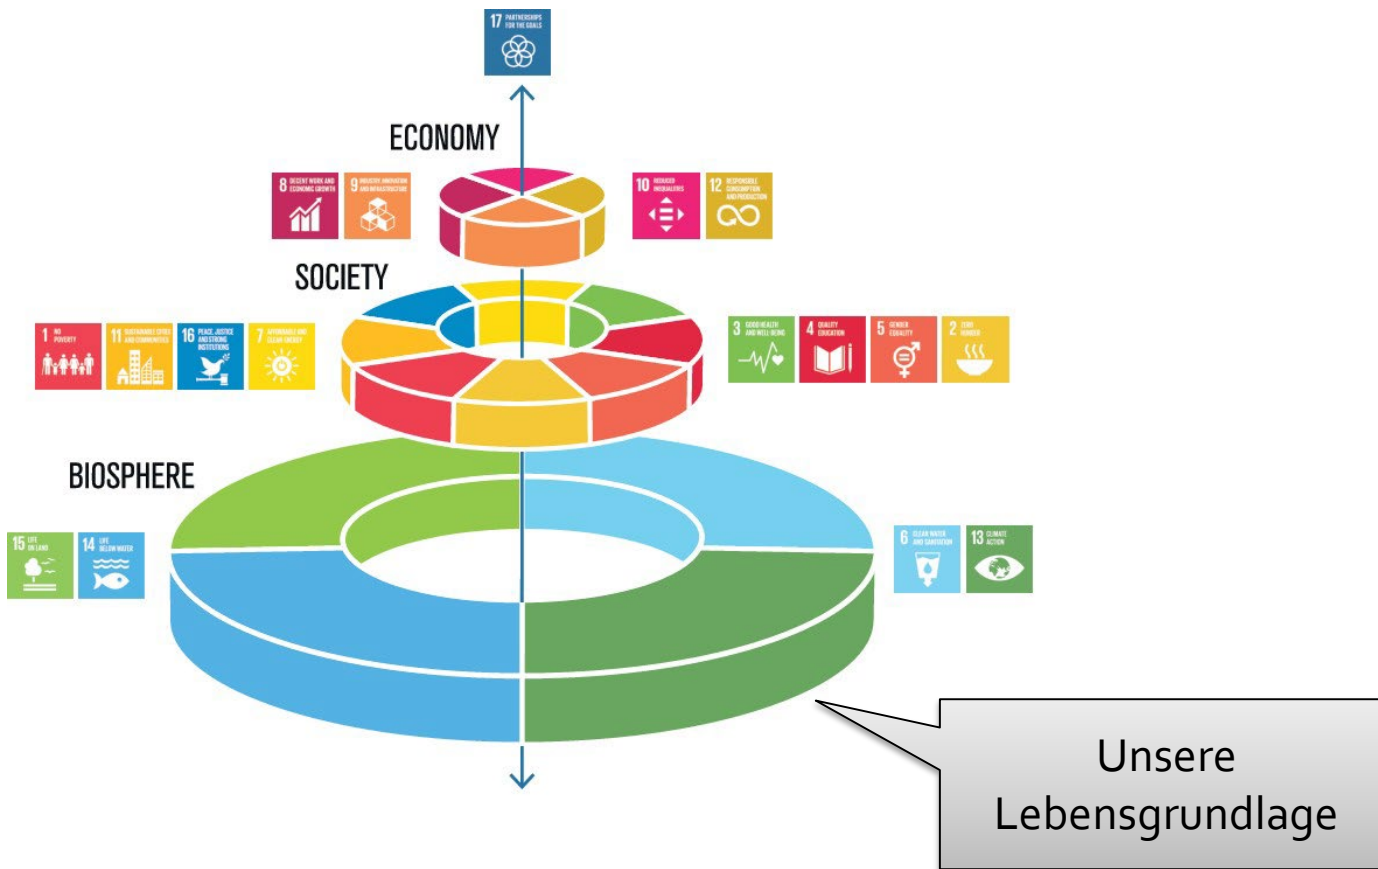 17 PARTNERSHIPS
FOR THE GOALS
ECONOMY
8 DECENT WORK AND
ECONOMIC GROWTH
9 INDUSTRY, INNOVATION
AND INFRASTRUCTURE
10 REDUCED
INEQUALITIES
12 RESPONSIBLE
CONSUMPTION
AND PRODUCTION
SOCIETY
1 NO
POVERTY
11 SUSTAINABLE CITIES
AND COMMUNITIES
16 PEACE, JUSTICE
AND STRONG
INSTITUTIONS
7 AFFORDABLE AND
CLEAN ENERGY
3 GOOD HEALTH
AND WELL-BEING
4 QUALITY
EDUCATION
5 GENDER
EQUALITY
2 ZERO
HUNGER
BIOSPHERE
15 LIFE
ON LAND
14 LIFE
BELOW WATER
6 CLEAN WATER
AND SANITATION
13 CLIMATE
ACTION
Unsere
Lebensgrundlage